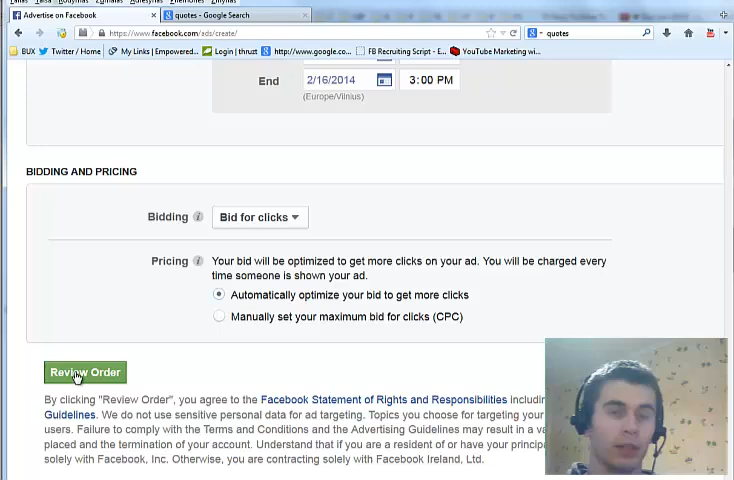 Advertise on Facebook
quotes - Google Search
https://www.facebook.com/ads/create/
quotes
BUX Twitter / Home My Links | Empowered... Login | thrust http://www.google.co... FB Recruiting Script - E... YouTube Marketing wi...
End 2/16/2014 3:00 PM
(Europe/Vilnius)
BIDDING AND PRICING
Bidding Bid for clicks
Pricing Your bid will be optimized to get more clicks on your ad. You will be charged every
time someone is shown your ad.
Automatically optimize your bid to get more clicks
Manually set your maximum bid for clicks (CPC)
Review Order
By clicking "Review Order", you agree to the Facebook Statement of Rights and Responsibilities
Guidelines. We do not use sensitive personal data for ad targeting. Topics you choose for targeting your
users. Failure to comply with the Terms and Conditions and the Advertising Guidelines may result in a
placed and the termination of your account. Understand that if you are a resident of or have your
solely with Facebook, Inc. Otherwise, you are contracting solely with Facebook Ireland, Ltd.